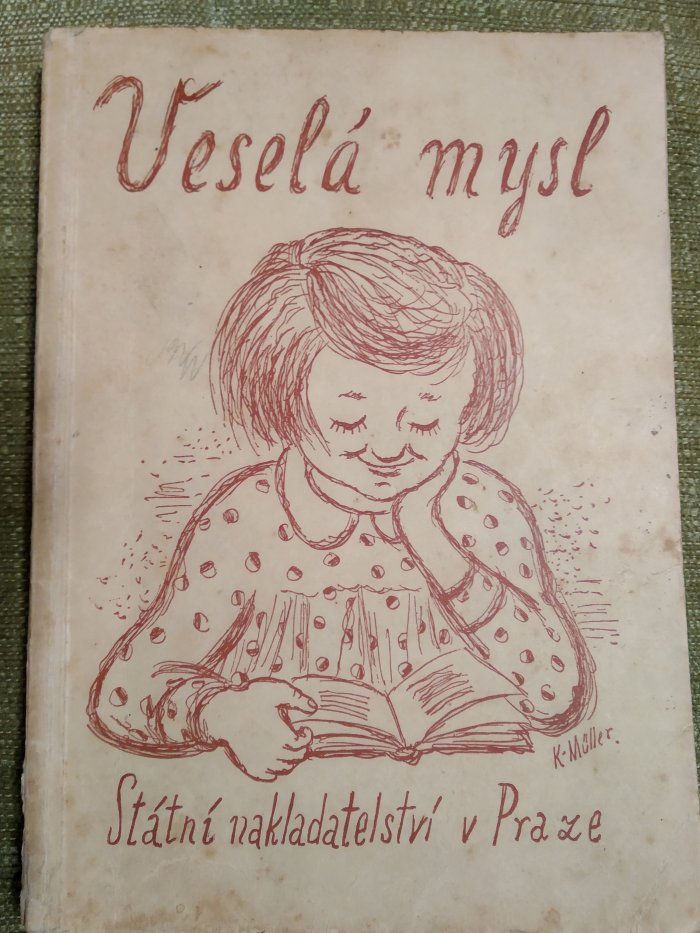 Veselá mysl
K. Müller.
Státní nakladatelství v Praze